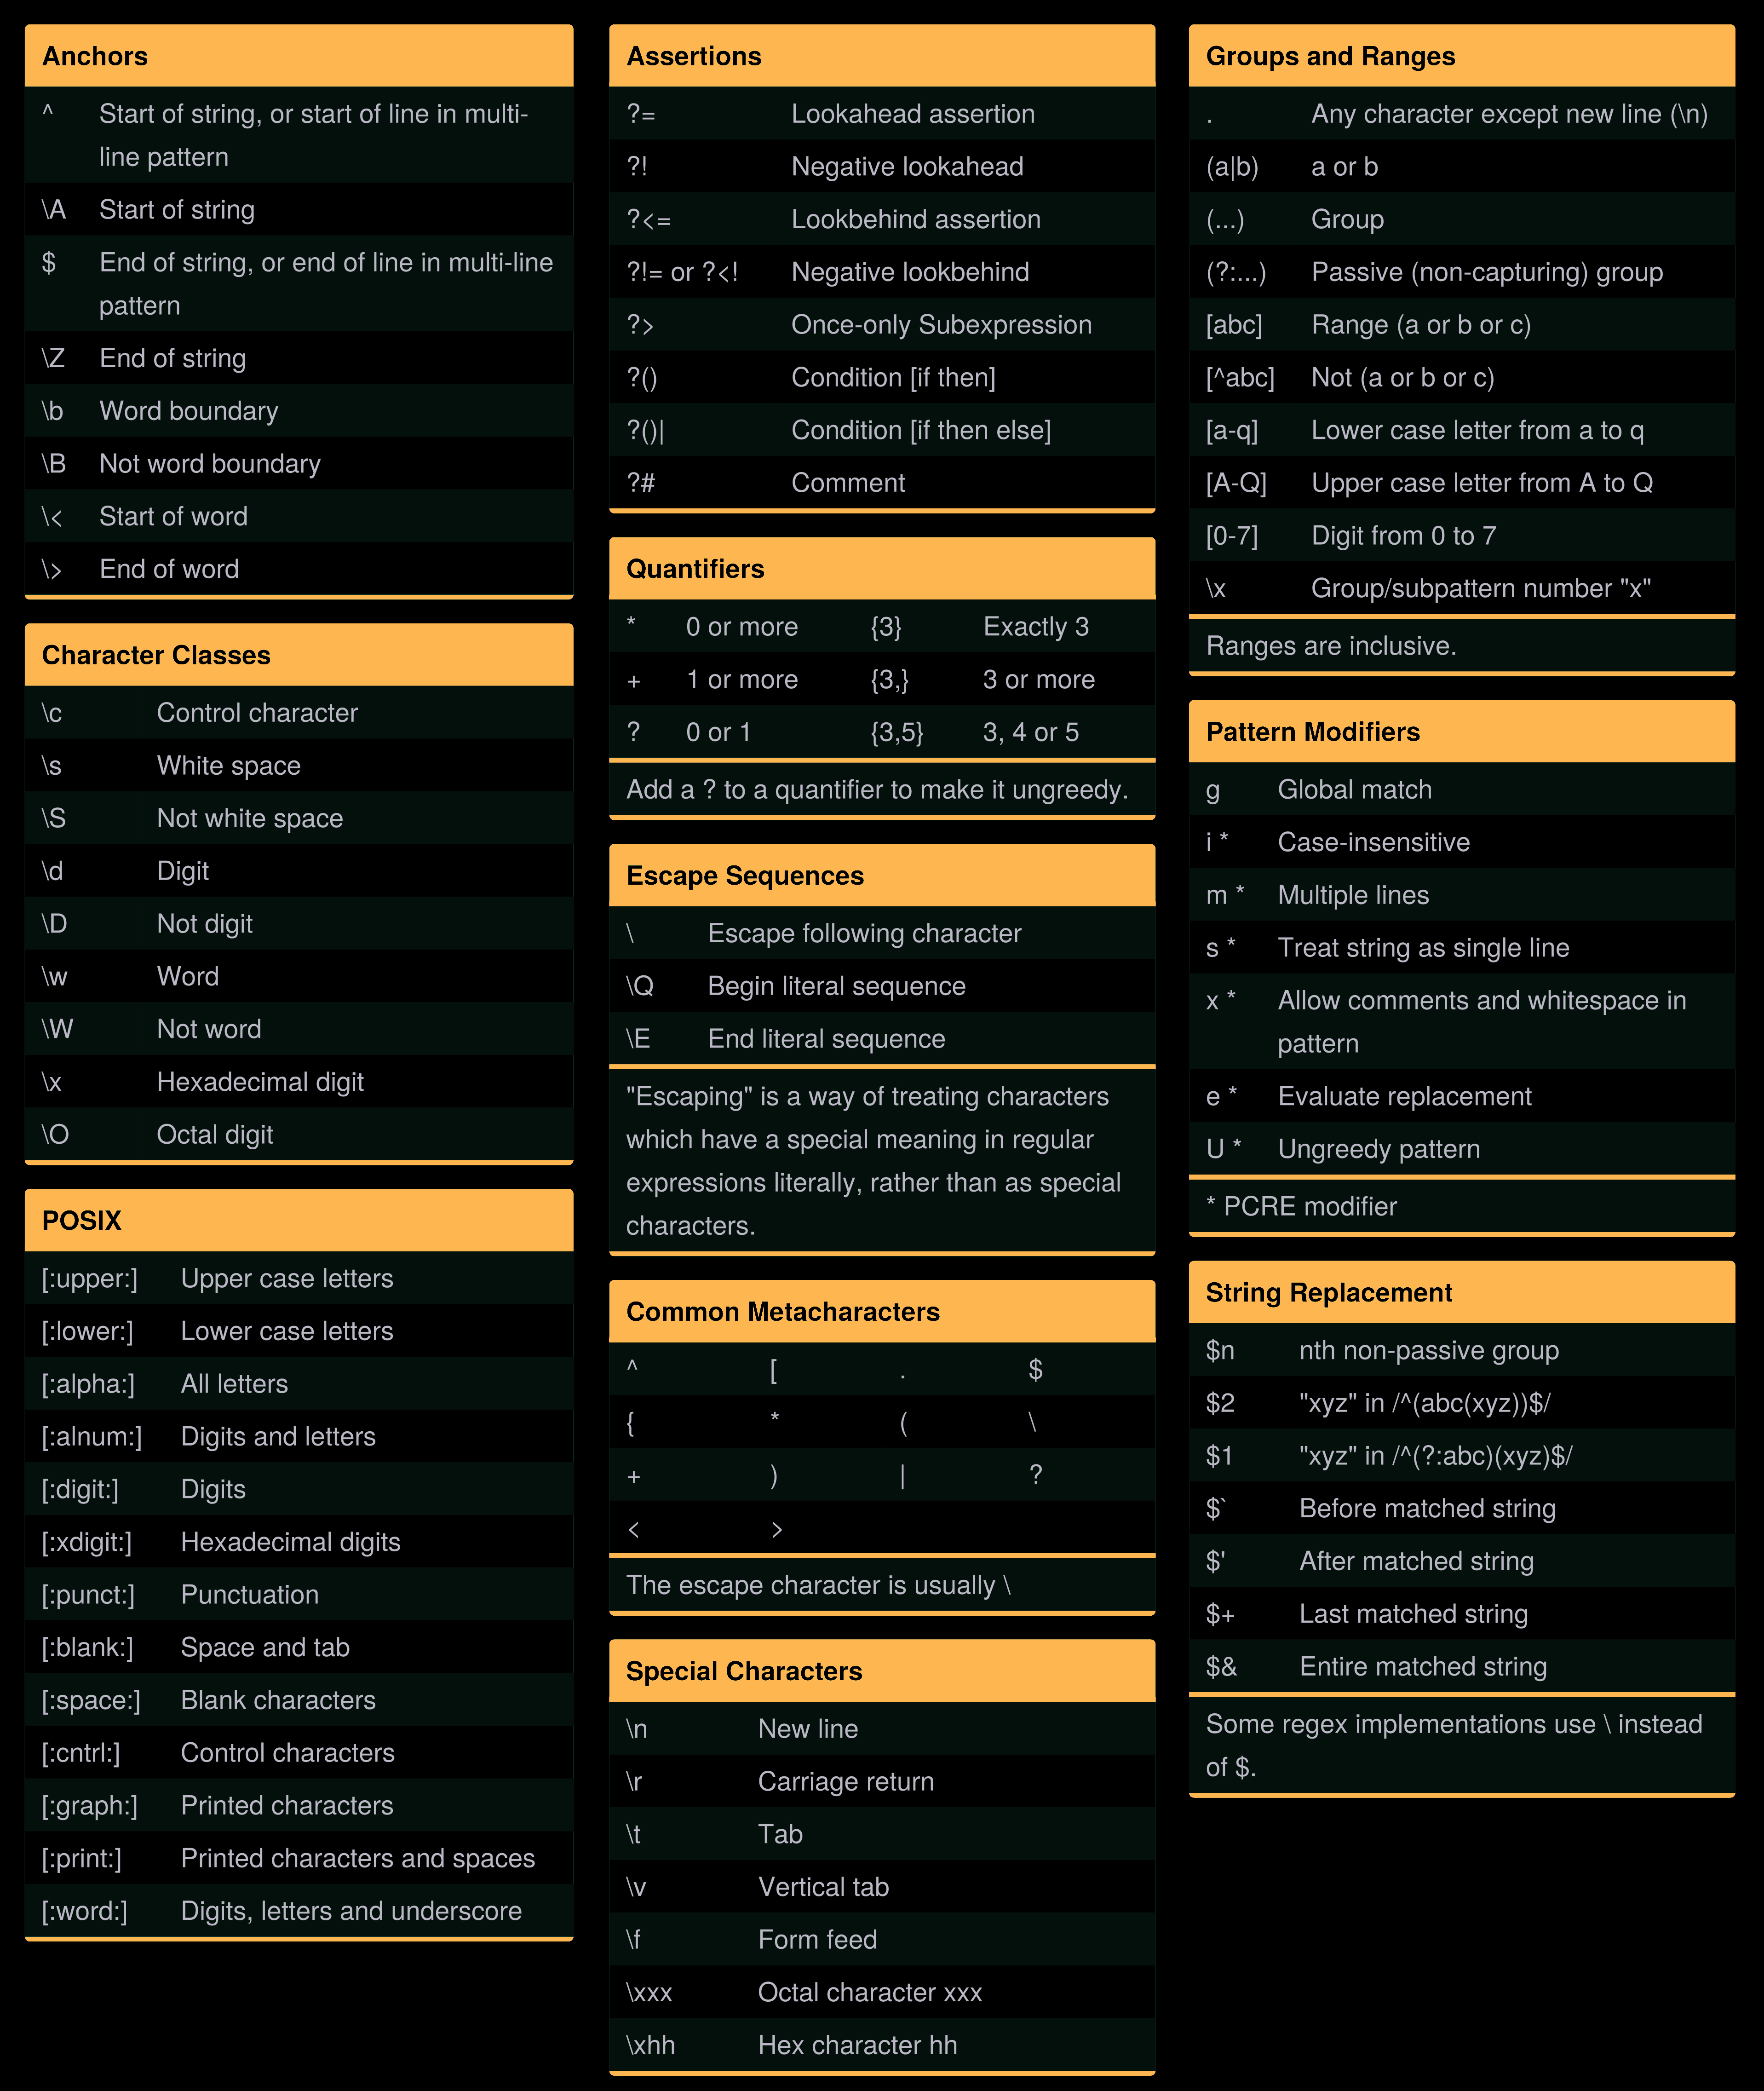 Anchors
^ Start of string, or start of line in multi-
line pattern
\A Start of string
$ End of string, or end of line in multi-line
pattern
\Z End of string
\b Word boundary
\B Not word boundary
\< Start of word
\> End of word
Character Classes
\c Control character
\s White space
\S Not white space
\d Digit
\D Not digit
\w Word
\W Not word
\x Hexadecimal digit
\O Octal digit
POSIX
[:upper:] Upper case letters
[:lower:] Lower case letters
[:alpha:] All letters
[:alnum:] Digits and letters
[:digit:] Digits
[:xdigit:] Hexadecimal digits
[:punct:] Punctuation
[:blank:] Space and tab
[:space:] Blank characters
[:cntrl:] Control characters
[:graph:] Printed characters
[:print:] Printed characters and spaces
[:word:] Digits, letters and underscore
Assertions
?= Lookahead assertion
?! Negative lookahead
?<= Lookbehind assertion
?!= or ?<! Negative lookbehind
?> Once-only Subexpression
?() Condition [if then]
?()| Condition [if then else]
?# Comment
Quantifiers
* 0 or more {3} Exactly 3
+ 1 or more {3,} 3 or more
? 0 or 1 {3,5} 3, 4 or 5
Add a ? to a quantifier to make it ungreedy.
Escape Sequences
\ Escape following character
\Q Begin literal sequence
\E End literal sequence
"Escaping" is a way of treating characters
which have a special meaning in regular
expressions literally, rather than as special
characters.
Common Metacharacters
^ [ . $
{ * ( \
+ ) | ?
< >
The escape character is usually \
Special Characters
\n New line
\r Carriage return
\t Tab
\v Vertical tab
\f Form feed
\xxx Octal character xxx
\xhh Hex character hh
Groups and Ranges
. Any character except new line (\n)
(a|b) a or b
(...) Group
(?:...) Passive (non-capturing) group
[abc] Range (a or b or c)
[^abc] Not (a or b or c)
[a-q] Lower case letter from a to q
[A-Q] Upper case letter from A to Q
[0-7] Digit from 0 to 7
\x Group/subpattern number "x"
Ranges are inclusive.
Pattern Modifiers
g Global match
i * Case-insensitive
m * Multiple lines
s * Treat string as single line
x * Allow comments and whitespace in
pattern
e * Evaluate replacement
U * Ungreedy pattern
* PCRE modifier
String Replacement
$n nth non-passive group
$2 "xyz" in /^(abc(xyz))$/
$1 "xyz" in /^(?:abc)(xyz)$/
$` Before matched string
$' After matched string
$+ Last matched string
$& Entire matched string
Some regex implementations use \ instead
of $.